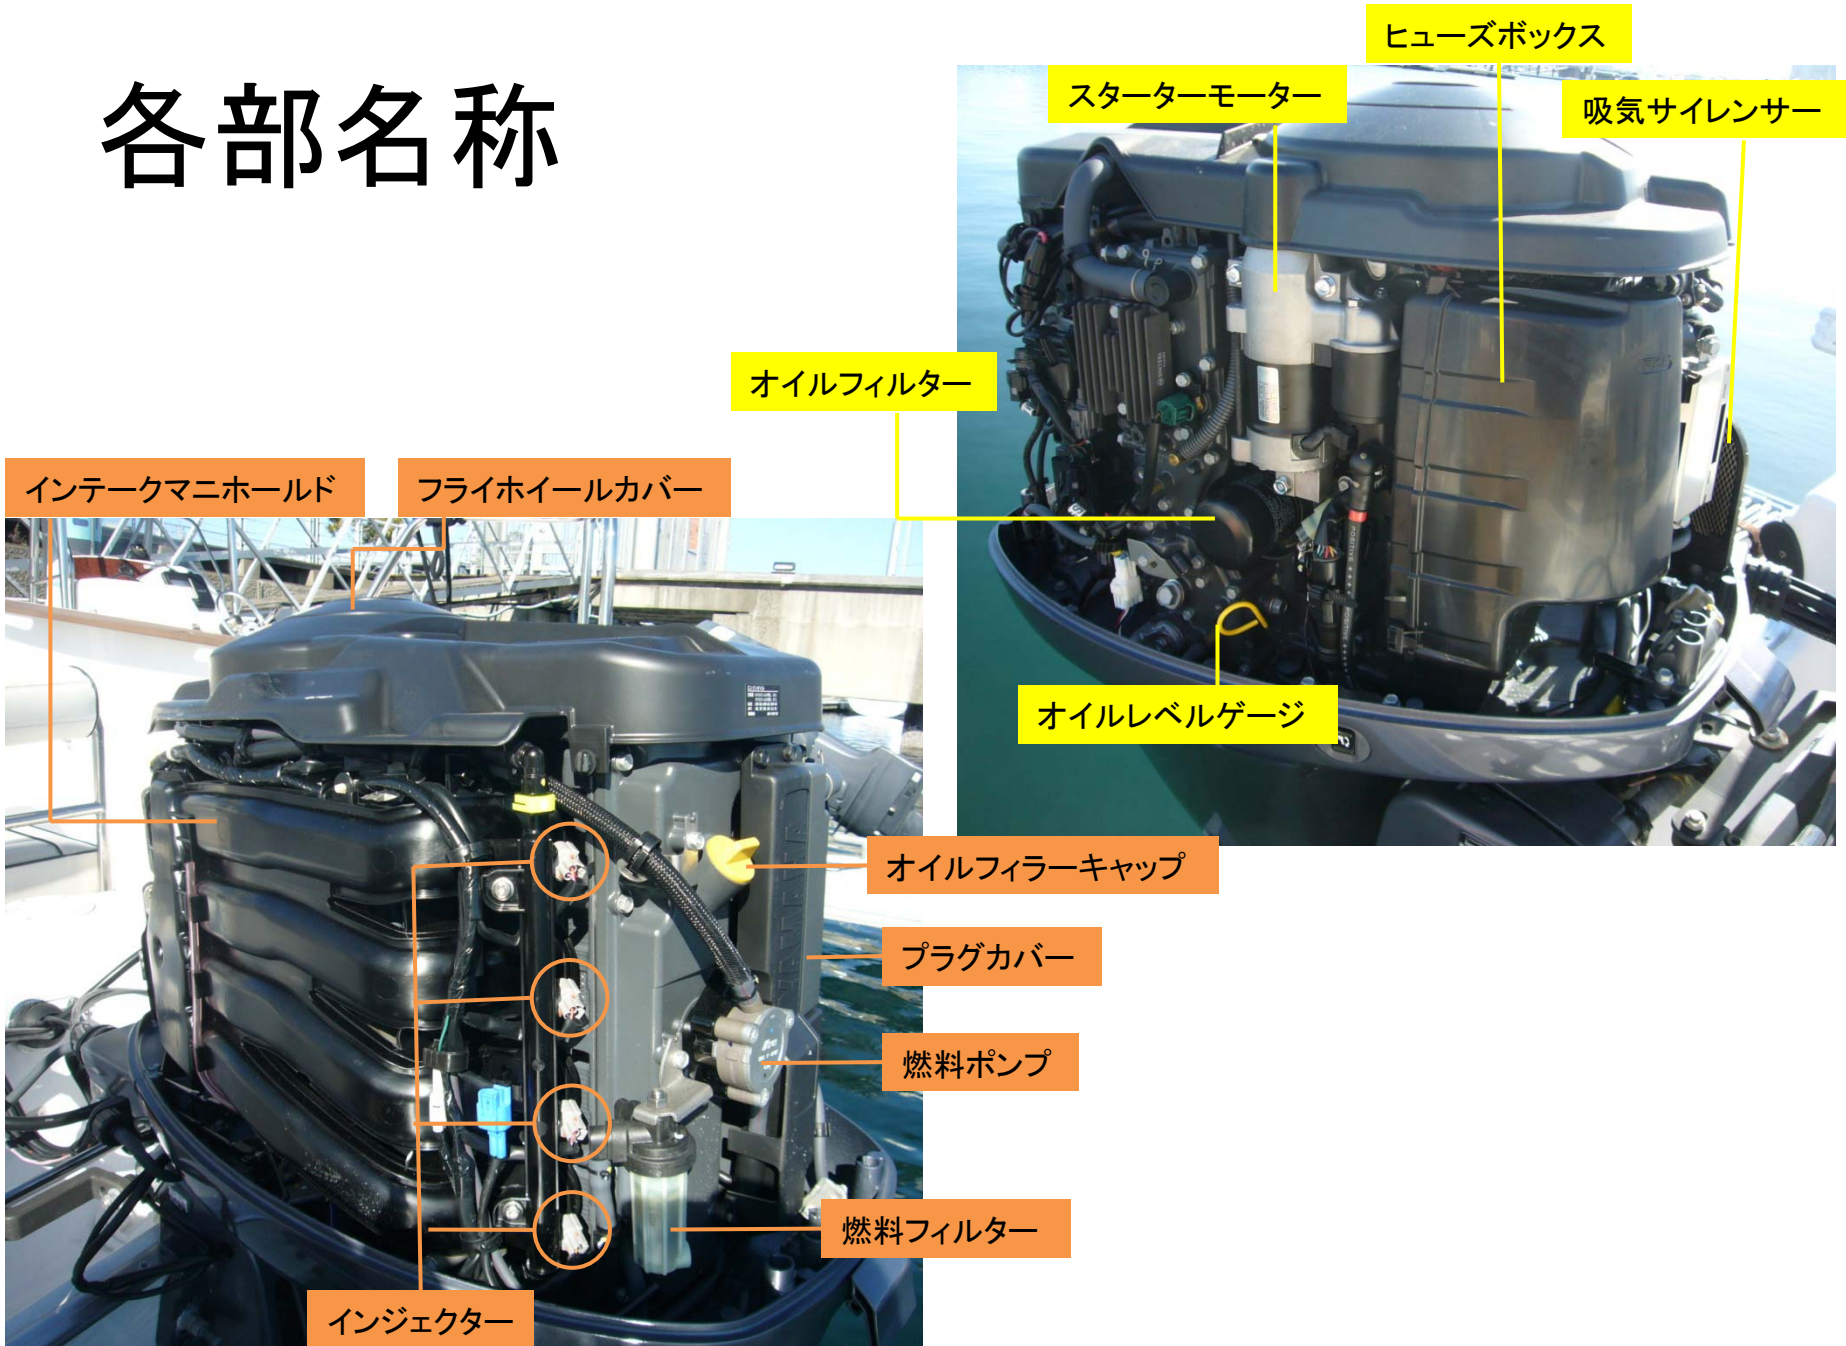 各部名称
ヒューズボックス
スターターモーター
吸気サイレンサー
オイルフィルター
オイルレベルゲージ
インテークマニホールド
フライホイールカバー
オイルフィラーキャップ
プラグカバー
燃料ポンプ
燃料フィルター
インジェクター
YAMAHA
POSITIVE
POSITIVE